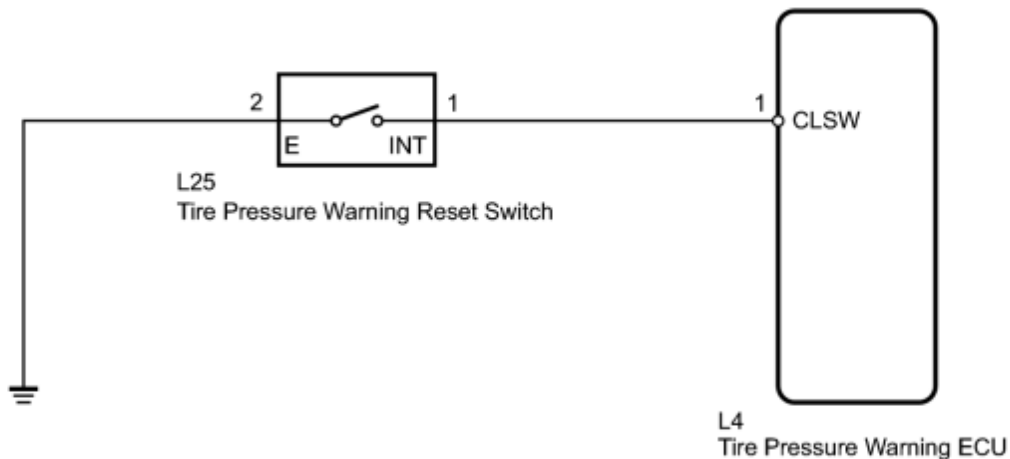 2
1
1
CLSW
E
INT
L25
Tire Pressure Warning Reset Switch
L4
Tire Pressure Warning ECU